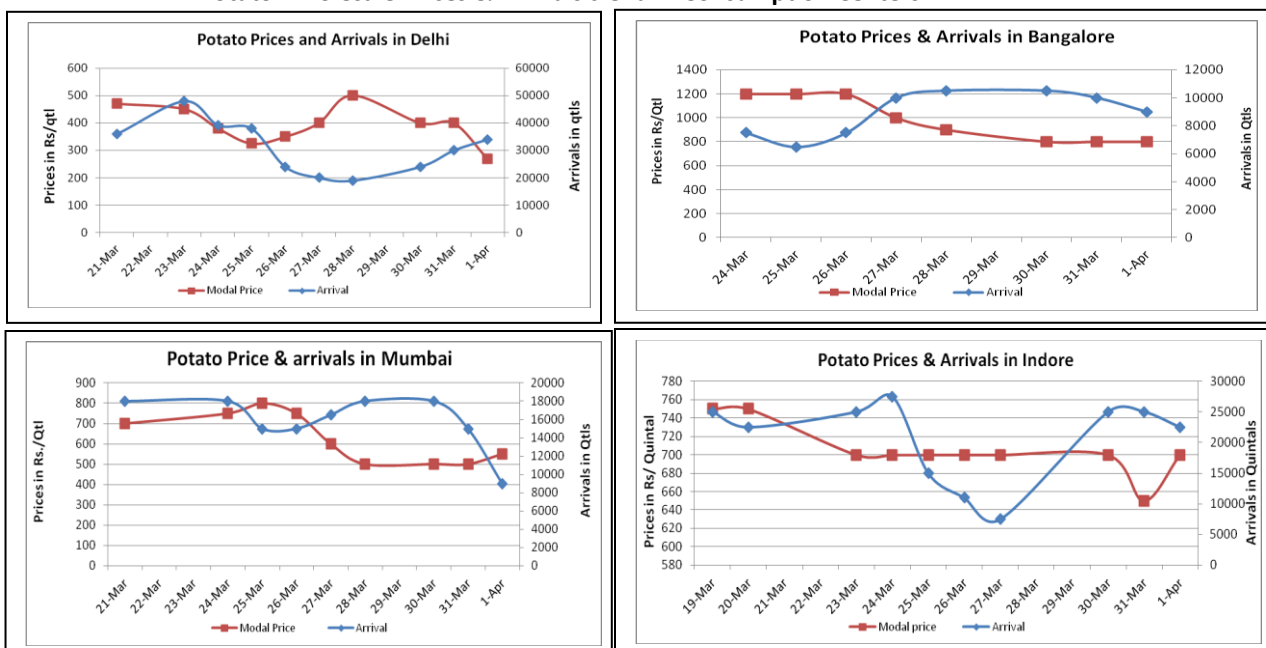 Potato Prices and Arrivals in Delhi
Prices in Rs/qtl
600
500
400
300
200
100
0
60000
50000
40000
30000
20000
10000
0
Arrivals in qtls
21-Mar
22-Mar
23-Mar
24-Mar
25-Mar
26-Mar
27-Mar
28-Mar
29-Mar
30-Mar
31-Mar
1-Apr
Modal Price Arrival
Potato Prices & Arrivals in Bangalore
Prices in Rs/Qtl
1400
1200
1000
800
600
400
200
0
12000
10000
8000
6000
4000
2000
0
Arrivals in Qtls
24-Mar
25-Mar
26-Mar
27-Mar
28-Mar
29-Mar
30-Mar
31-Mar
1-Apr
Modal Price Arrival
Potato Price & arrivals in Mumbai
Prices in Rs./Qtl
900
800
700
600
500
400
300
200
100
0
20000
18000
16000
14000
12000
10000
8000
6000
4000
2000
0
Arrivals in Qtls
21-Mar
22-Mar
23-Mar
24-Mar
25-Mar
26-Mar
27-Mar
28-Mar
29-Mar
30-Mar
31-Mar
1-Apr
Modal Price Arrival
Potato Prices & Arrivals in Indore
Prices in Rs/ Quintal
780
760
740
720
700
680
660
640
620
600
580
30000
25000
20000
15000
10000
5000
0
Arrivals in Quintals
19-Mar
20-Mar
21-Mar
22-Mar
23-Mar
24-Mar
25-Mar
26-Mar
27-Mar
28-Mar
29-Mar
30-Mar
31-Mar
1-Apr
Modal price Arrival